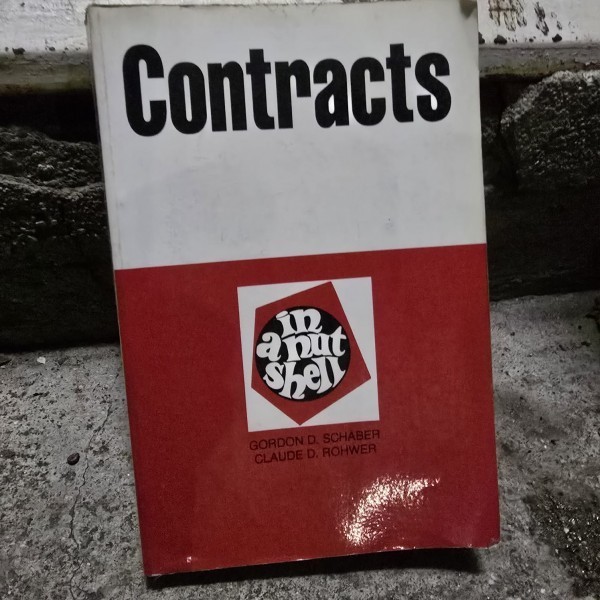 Contracts
in
a nut
shell
GORDON D. SCHABER
CLAUDE D. ROHWER